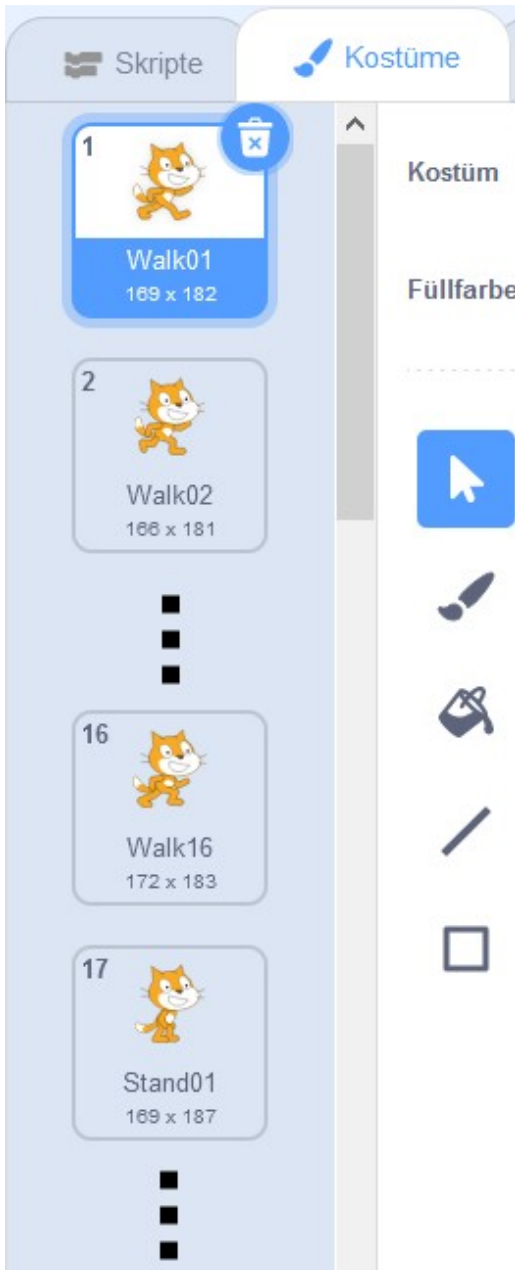 Skripte
Kostüme
1
Walk01
169 x 182
Kostüm
Füllfarbe
2
Walk02
166 x 181
16
Walk16
172 x 183
17
Stand01
169 x 187